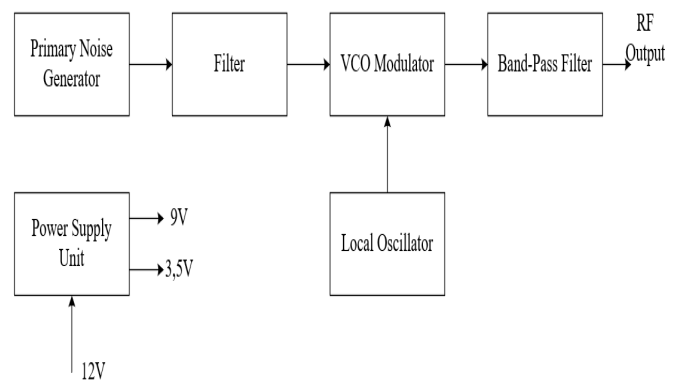 Primary Noise
Generator
Filter
VCO Modulator
Band-Pass Filter
RF
Output
Power Supply
Unit
9V
3,5V
Local Oscillator
12V